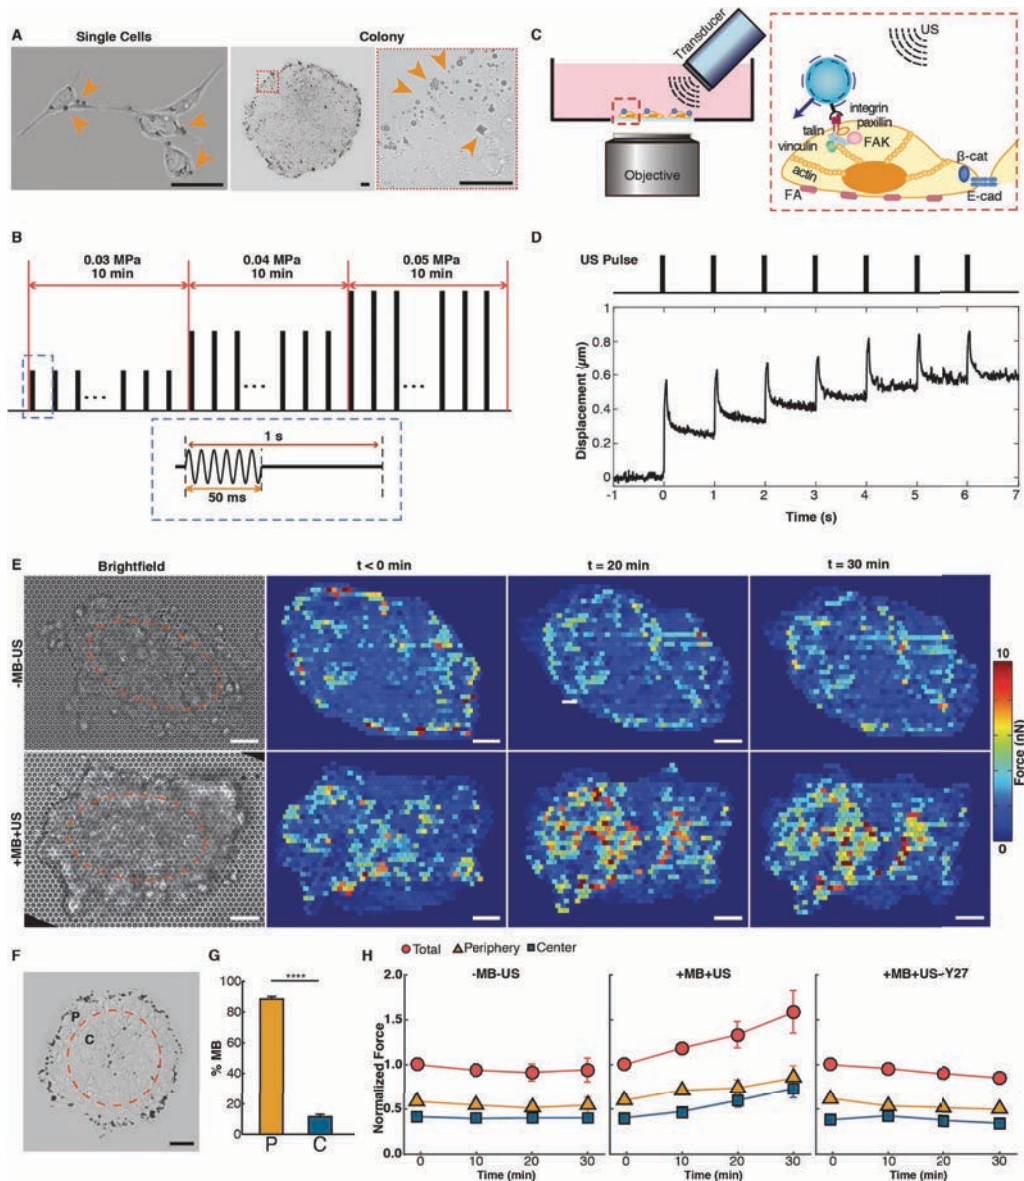 A
Single Cells
Colony
C
Transducer
Objective
US
integrin
paxillin
talin
FAK
vinculin
actin
β-cat
FA
E-cad
B
0.03 MPa
10 min
0.04 MPa
10 min
0.05 MPa
10 min
1 s
50 ms
D
US Pulse
Displacement (μm)
0.8
0.6
0.4
0.2
0
-1 0 1 2 3 4 5 6 7
Time (s)
E
Brightfield
t < 0 min
t = 20 min
t = 30 min
-MB-US
+MB+US
10
Force (nN)
0
F
P
C
G
****
% MB
100
80
60
40
20
0
P C
H
Total Periphery Center
-MB-US
+MB+US
+MB+US-Y27
Normalized Force
2.0
1.5
1.0
0.5
0.0
0 10 20 30
Time (min)
0 10 20 30
Time (min)
0 10 20 30
Time (min)